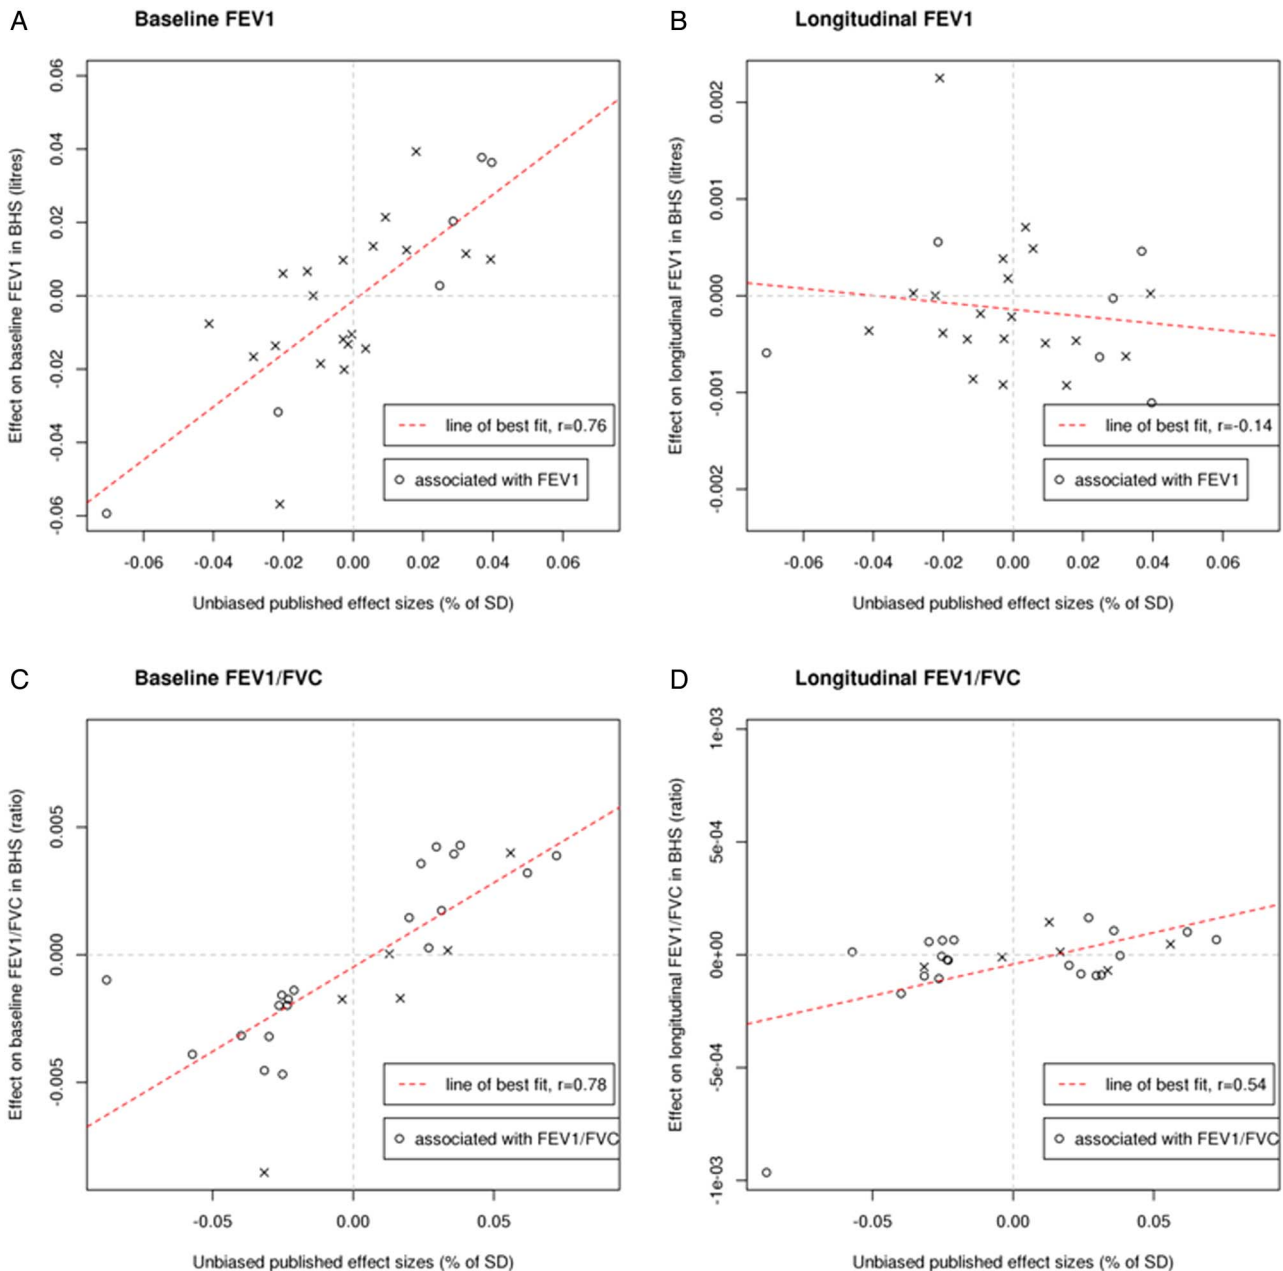 A
Baseline FEV1
Effect on baseline FEV1 in BHS (litres)
0.06
0.04
0.02
0.00
-0.02
-0.04
-0.06
line of best fit, r=0.76
associated with FEV1
-0.06 -0.04 -0.02 0.00 0.02 0.04 0.06
Unbiased published effect sizes (% of SD)
B
Longitudinal FEV1
Effect on longitudinal FEV1 in BHS (litres)
0.002
0.001
0.000
-0.001
-0.002
line of best fit, r=-0.14
associated with FEV1
-0.06 -0.04 -0.02 0.00 0.02 0.04 0.06
Unbiased published effect sizes (% of SD)
C
Baseline FEV1/FVC
Effect on baseline FEV1/FVC in BHS (ratio)
0.005
0.000
-0.005
line of best fit, r=0.78
associated with FEV1/FVC
-0.05 0.00 0.05
Unbiased published effect sizes (% of SD)
D
Longitudinal FEV1/FVC
Effect on longitudinal FEV1/FVC in BHS (ratio)
1e-03
5e-04
0e+00
-5e-04
-1e-03
line of best fit, r=0.54
associated with FEV1/FVC
-0.05 0.00 0.05
Unbiased published effect sizes (% of SD)